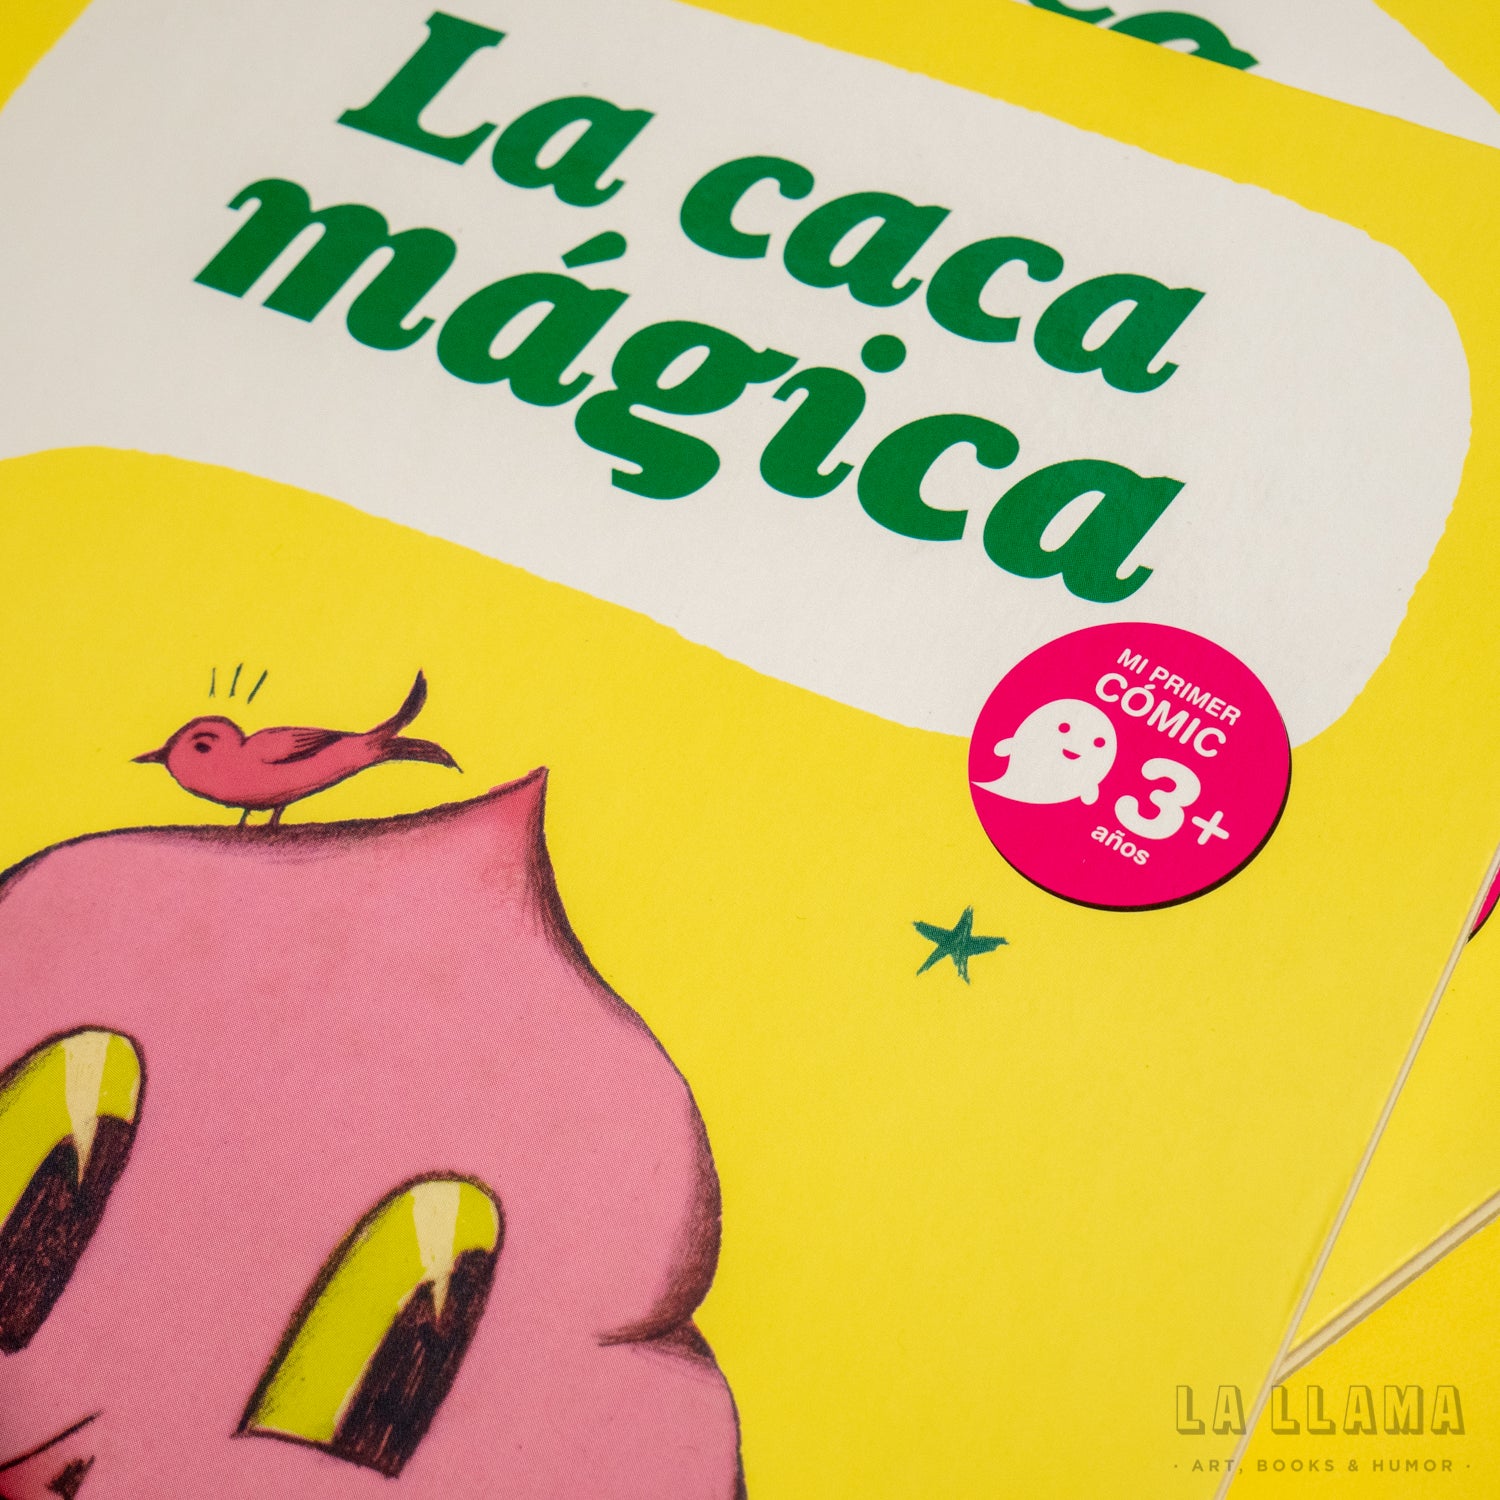 La caca
mágica
MI PRIMER
CÓMIC
3+
años
LA LLAMA
· ART, BOOKS & HUMOR ·